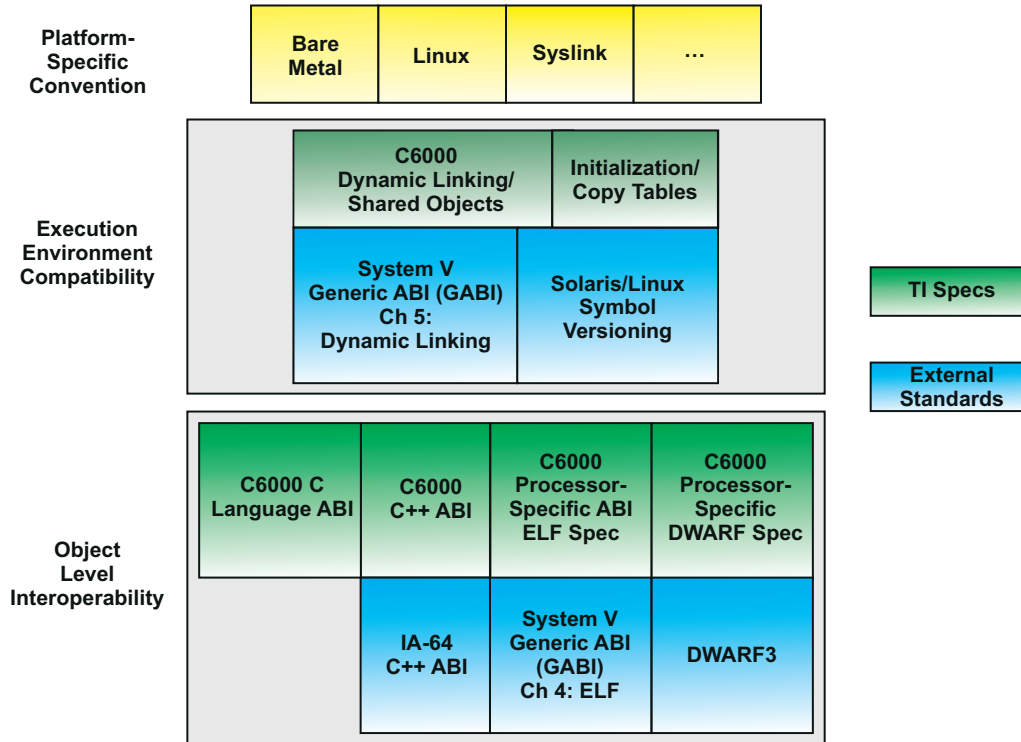 Platform-
Specific
Convention
Bare
Metal
Linux
Syslink
...
Execution
Environment
Compatibility
C6000
Dynamic Linking/
Shared Objects
Initialization/
Copy Tables
System V
Generic ABI (GABI)
Ch 5:
Dynamic Linking
Solaris/Linux
Symbol
Versioning
TI Specs
External
Standards
Object
Level
Interoperability
C6000 C
Language ABI
C6000
C++ ABI
C6000
Processor-
Specific ABI
ELF Spec
C6000
Processor-
Specific
DWARF Spec
IA-64
C++ ABI
System V
Generic ABI
(GABI)
Ch 4: ELF
DWARF3